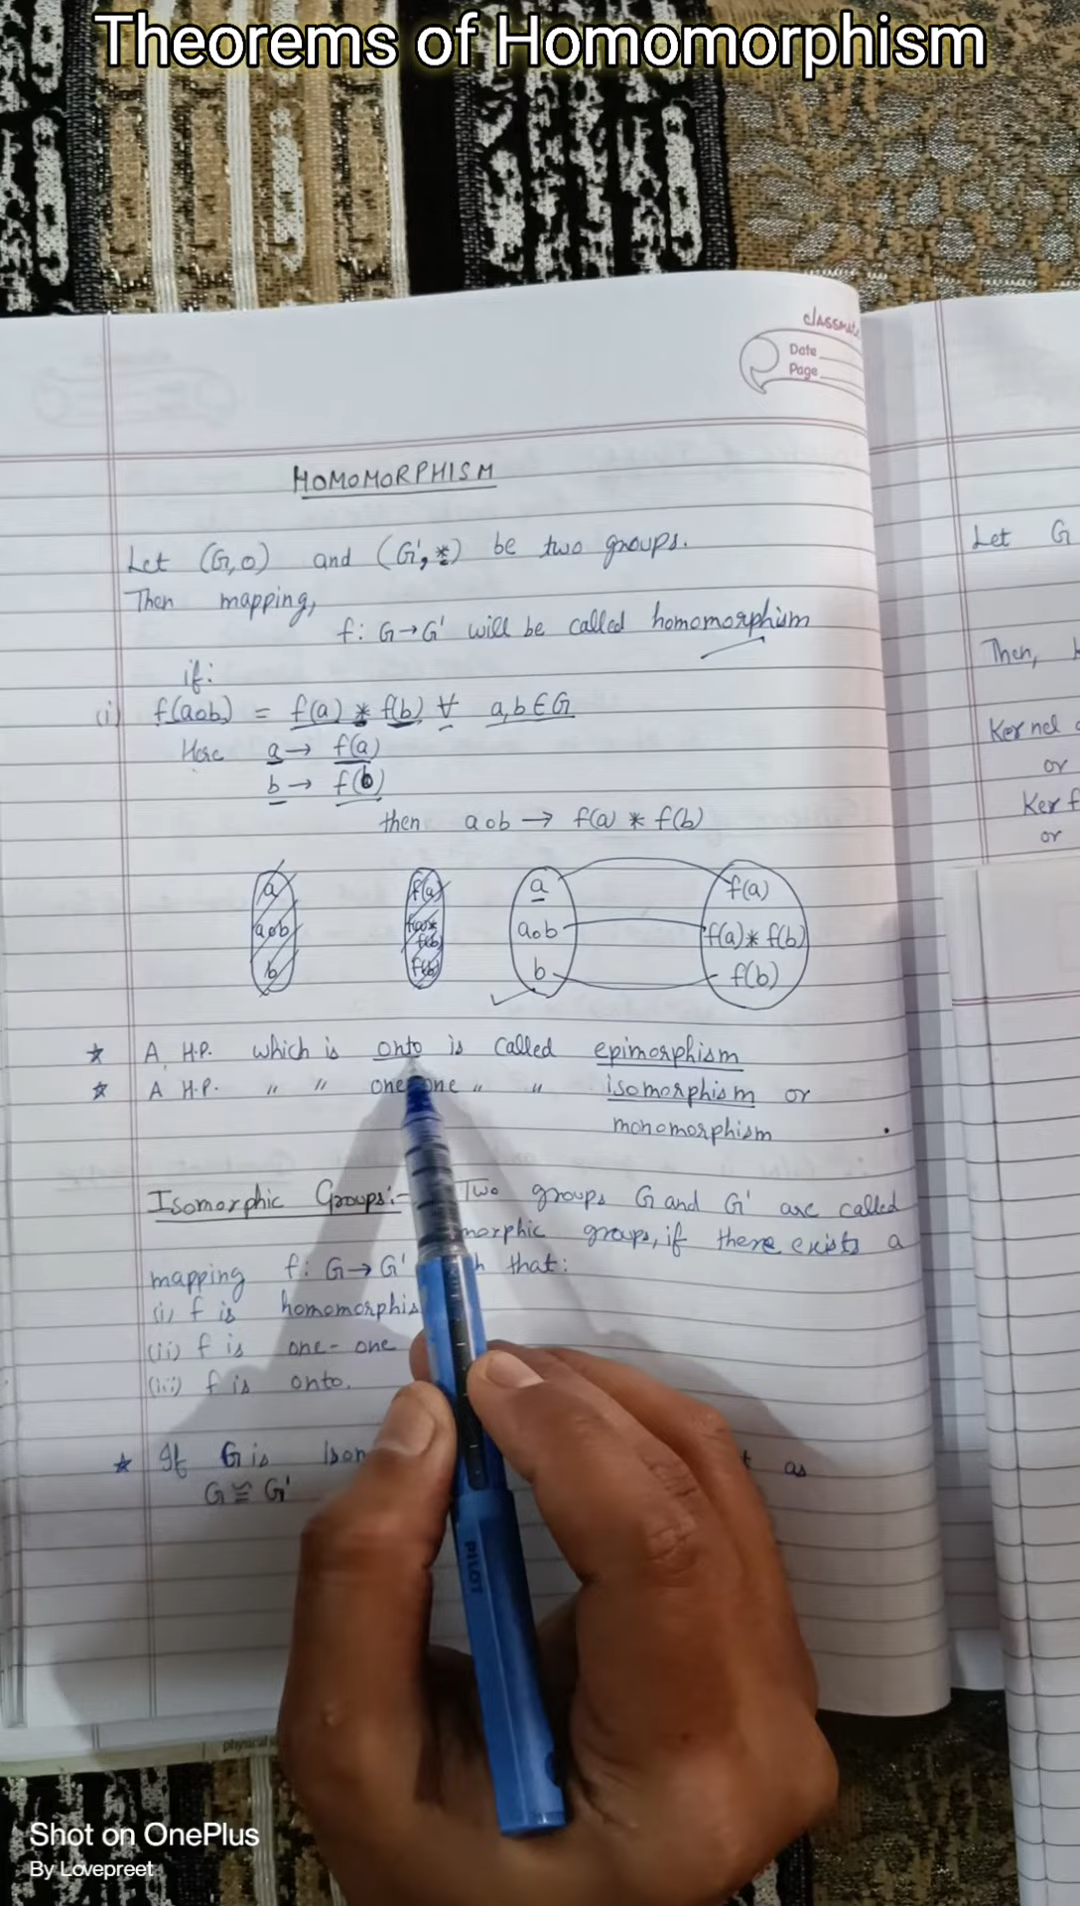 Theorems of Homomorphism
classmate
Date
Page
HOMOMORPHISM
Let (G,o) and (G',*) be two groups.
Then mapping,
f: G→G' will be called homomorphism
if:
(i) f(aob) = f(a) * f(b) ∀ a,b∈G
Here a → f(a)
b → f(b)
then aob → f(a) * f(b)
a f(a) a f(a)
aob f(a)* f(b) aob f(a)* f(b)
b f(b) b f(b)
☆ A H.P. which is onto is called epimorphism
☆ A H.P. " " one-one " " isomorphism or
monomorphism
Isomorphic Groups:- Two groups G and G' are called
morphic groups, if there exists a
mapping f: G→G' that:
(i) f is homomorphis
(ii) f is one-one
(iii) f is onto.
☆ If G is as
G ≅ G'
Let G
Then,
Kernel
or
Ker f
or
PILOT
Shot on OnePlus
By Lovepreet